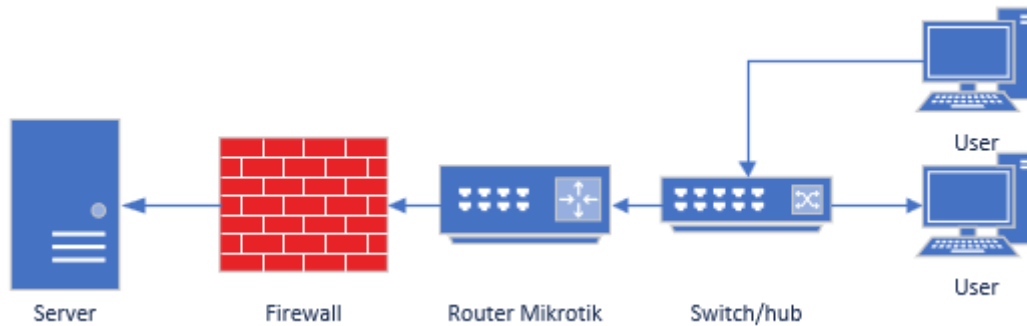 User
User
Server
Firewall
Router Mikrotik
Switch/hub